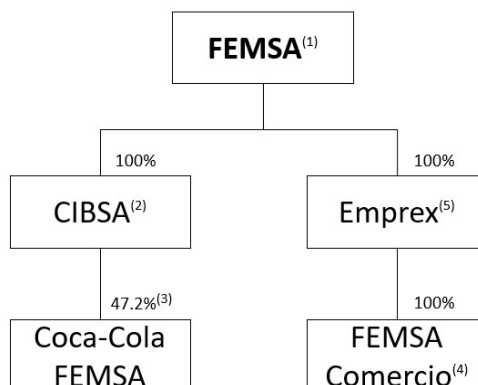 FEMSA(1)
100%
100%
CIBSA(2)
Emprex(5)
47.2%(3)
100%
Coca-Cola
FEMSA
FEMSA
Comercio(4)